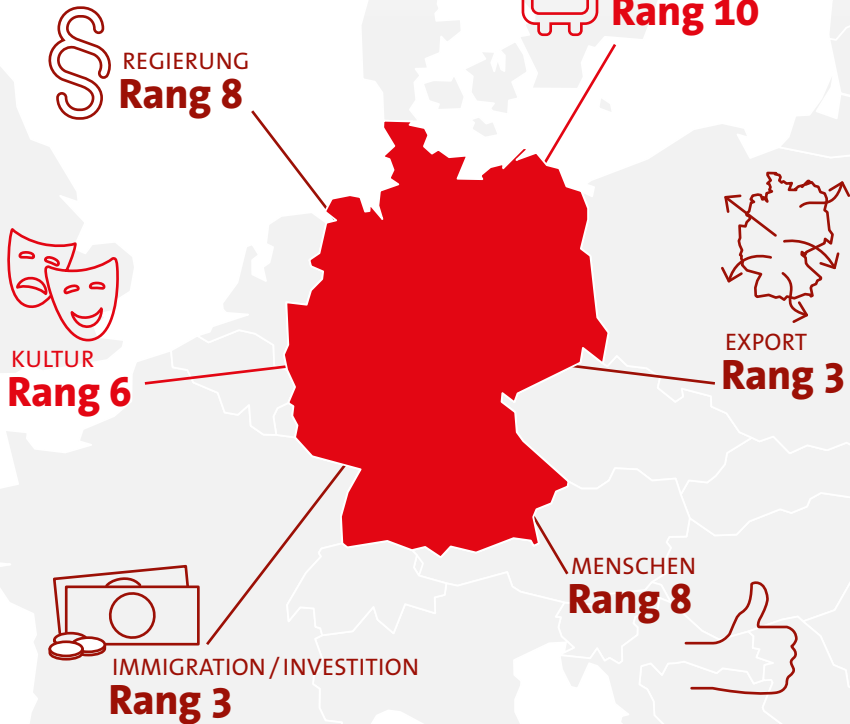 Rang 10
REGIERUNG
Rang 8
KULTUR
Rang 6
EXPORT
Rang 3
MENSCHEN
Rang 8
IMMIGRATION / INVESTITION
Rang 3